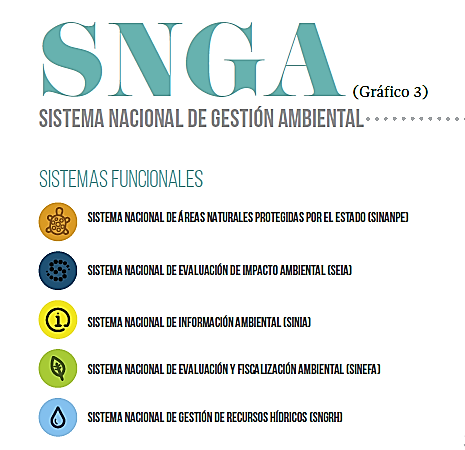 SNGA (Gráfico 3)
SISTEMA NACIONAL DE GESTIÓN AMBIENTAL
SISTEMAS FUNCIONALES
SISTEMA NACIONAL DE ÁREAS NATURALES PROTEGIDAS POR EL ESTADO (SINANPE)
SISTEMA NACIONAL DE EVALUACIÓN DE IMPACTO AMBIENTAL (SEIA)
SISTEMA NACIONAL DE INFORMACIÓN AMBIENTAL (SINIA)
SISTEMA NACIONAL DE EVALUACIÓN Y FISCALIZACIÓN AMBIENTAL (SINEFA)
SISTEMA NACIONAL DE GESTIÓN DE RECURSOS HÍDRICOS (SNGRH)